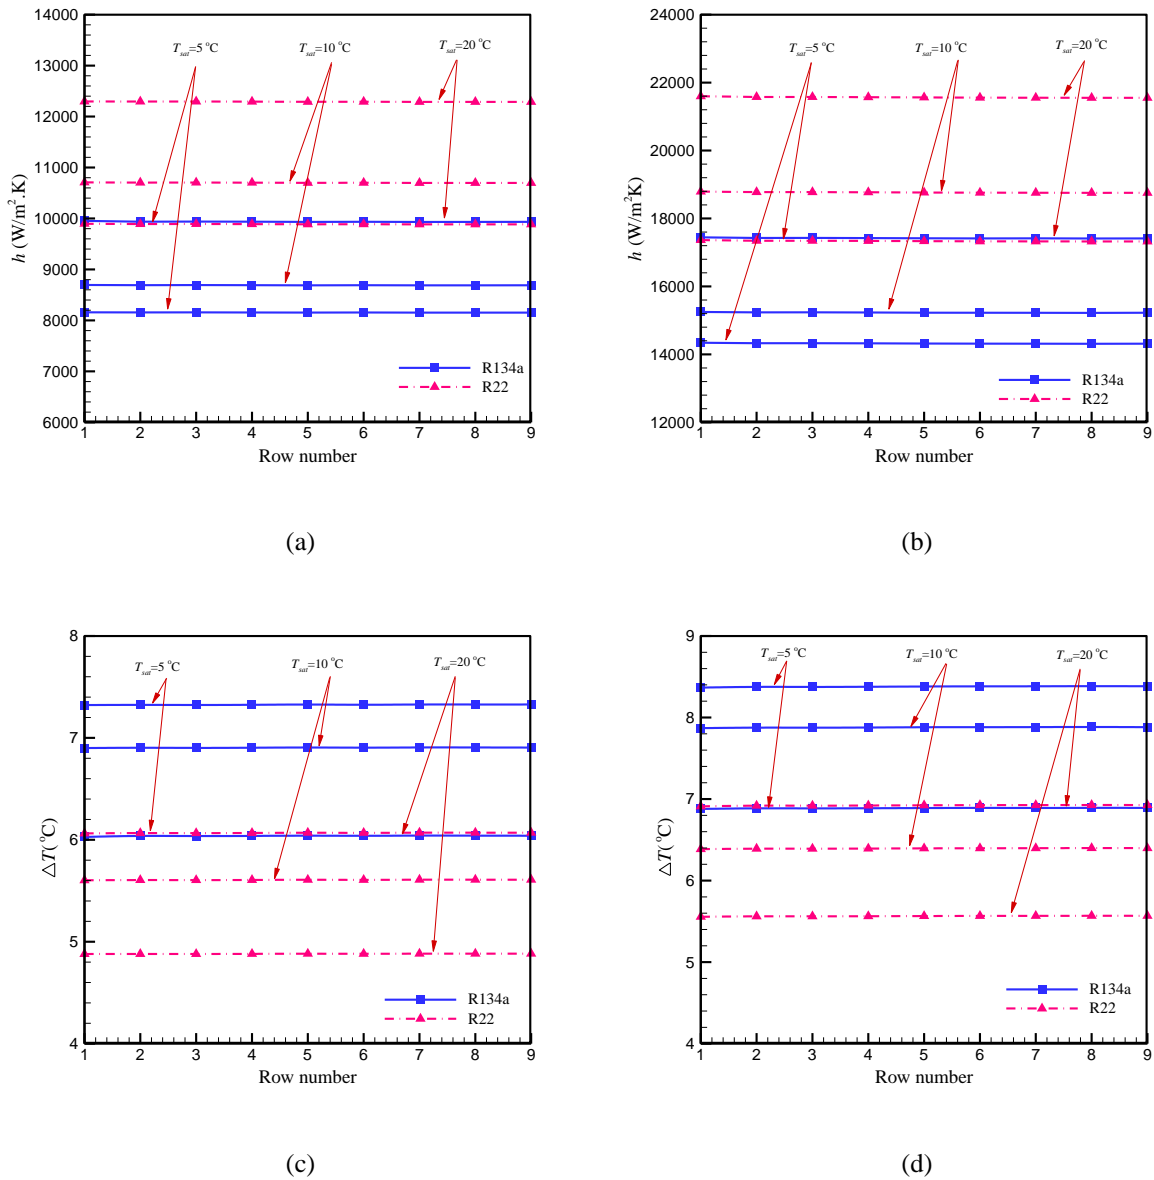 14000
13000
12000
11000
10000
9000
8000
7000
6000
h (W/m².K)
T_sat=5 °C
T_sat=10 °C
T_sat=20 °C
R134a
R22
1 2 3 4 5 6 7 8 9
Row number
(a)
24000
22000
20000
18000
16000
14000
12000
h (W/m²K)
T_sat=5 °C
T_sat=10 °C
T_sat=20 °C
R134a
R22
1 2 3 4 5 6 7 8 9
Row number
(b)
8
7
6
5
4
△T(°C)
T_sat=5 °C
T_sat=10 °C
T_sat=20 °C
R134a
R22
1 2 3 4 5 6 7 8 9
Row number
(c)
9
8
7
6
5
4
△T(°C)
T_sat=5 °C
T_sat=10 °C
T_sat=20 °C
R134a
R22
1 2 3 4 5 6 7 8 9
Row number
(d)